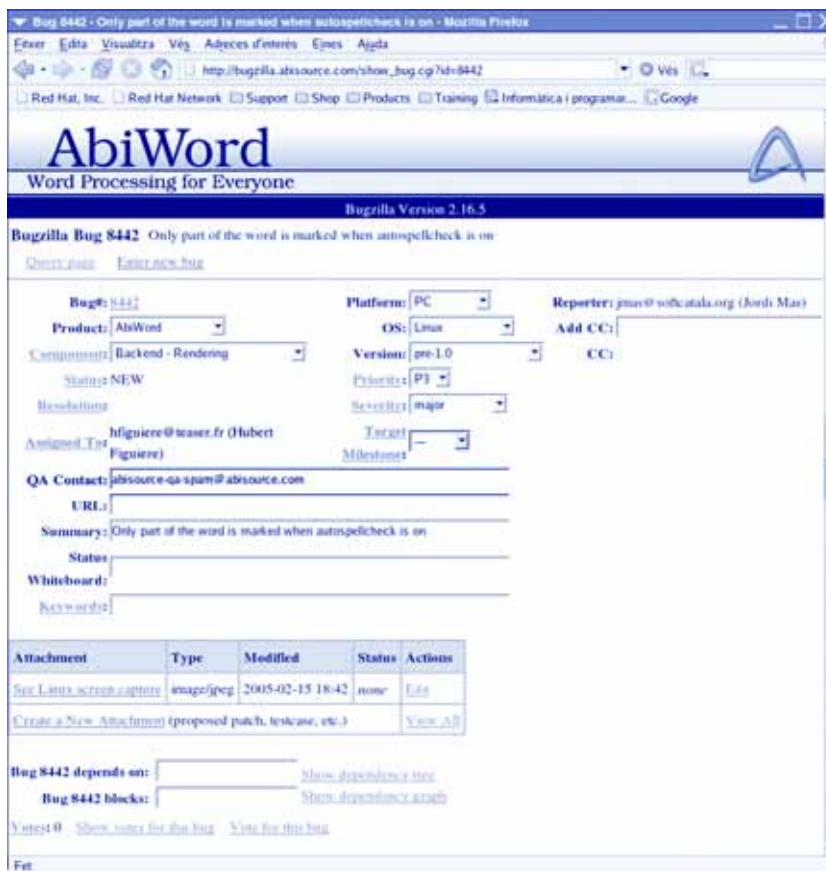 Bug 8442 - Only part of the word is marked when autospellcheck is on - Mozilla Firefox
Fitxer Edita Visualitza Vés Adreces d'interès Eines Ajuda
http://bugzilla.abisource.com/show_bug.cgi?id=8442 Vés
Red Hat, Inc. Red Hat Network Support Shop Products Training Informàtica i programar... Google
AbiWord
Word Processing for Everyone
Bugzilla Version 2.16.5
Bugzilla Bug 8442 Only part of the word is marked when autospellcheck is on
Query page Enter new bug
Bug#: 8442 Platform: PC Reporter: jmas@softcatala.org (Jordi Mas)
Product: AbiWord OS: Linux Add CC:
Component: Backend - Rendering Version: pre-1.0 CC:
Status: NEW Priority: P3
Resolution: Severity: major
Assigned To: hfiguiere@teaser.fr (Hubert Figuiere) Target Milestone: ---
QA Contact: abisource-qa-spam@abisource.com
URL:
Summary: Only part of the word is marked when autospellcheck is on
Status Whiteboard:
Keywords:
Attachment Type Modified Status Actions
See Linux screen capture image/jpeg 2005-02-15 18:42 none Edit
Create a New Attachment (proposed patch, testcase, etc.) View All
Bug 8442 depends on: Show dependency tree
Bug 8442 blocks: Show dependency graph
Votes: 0 Show votes for this bug Vote for this bug
Fet